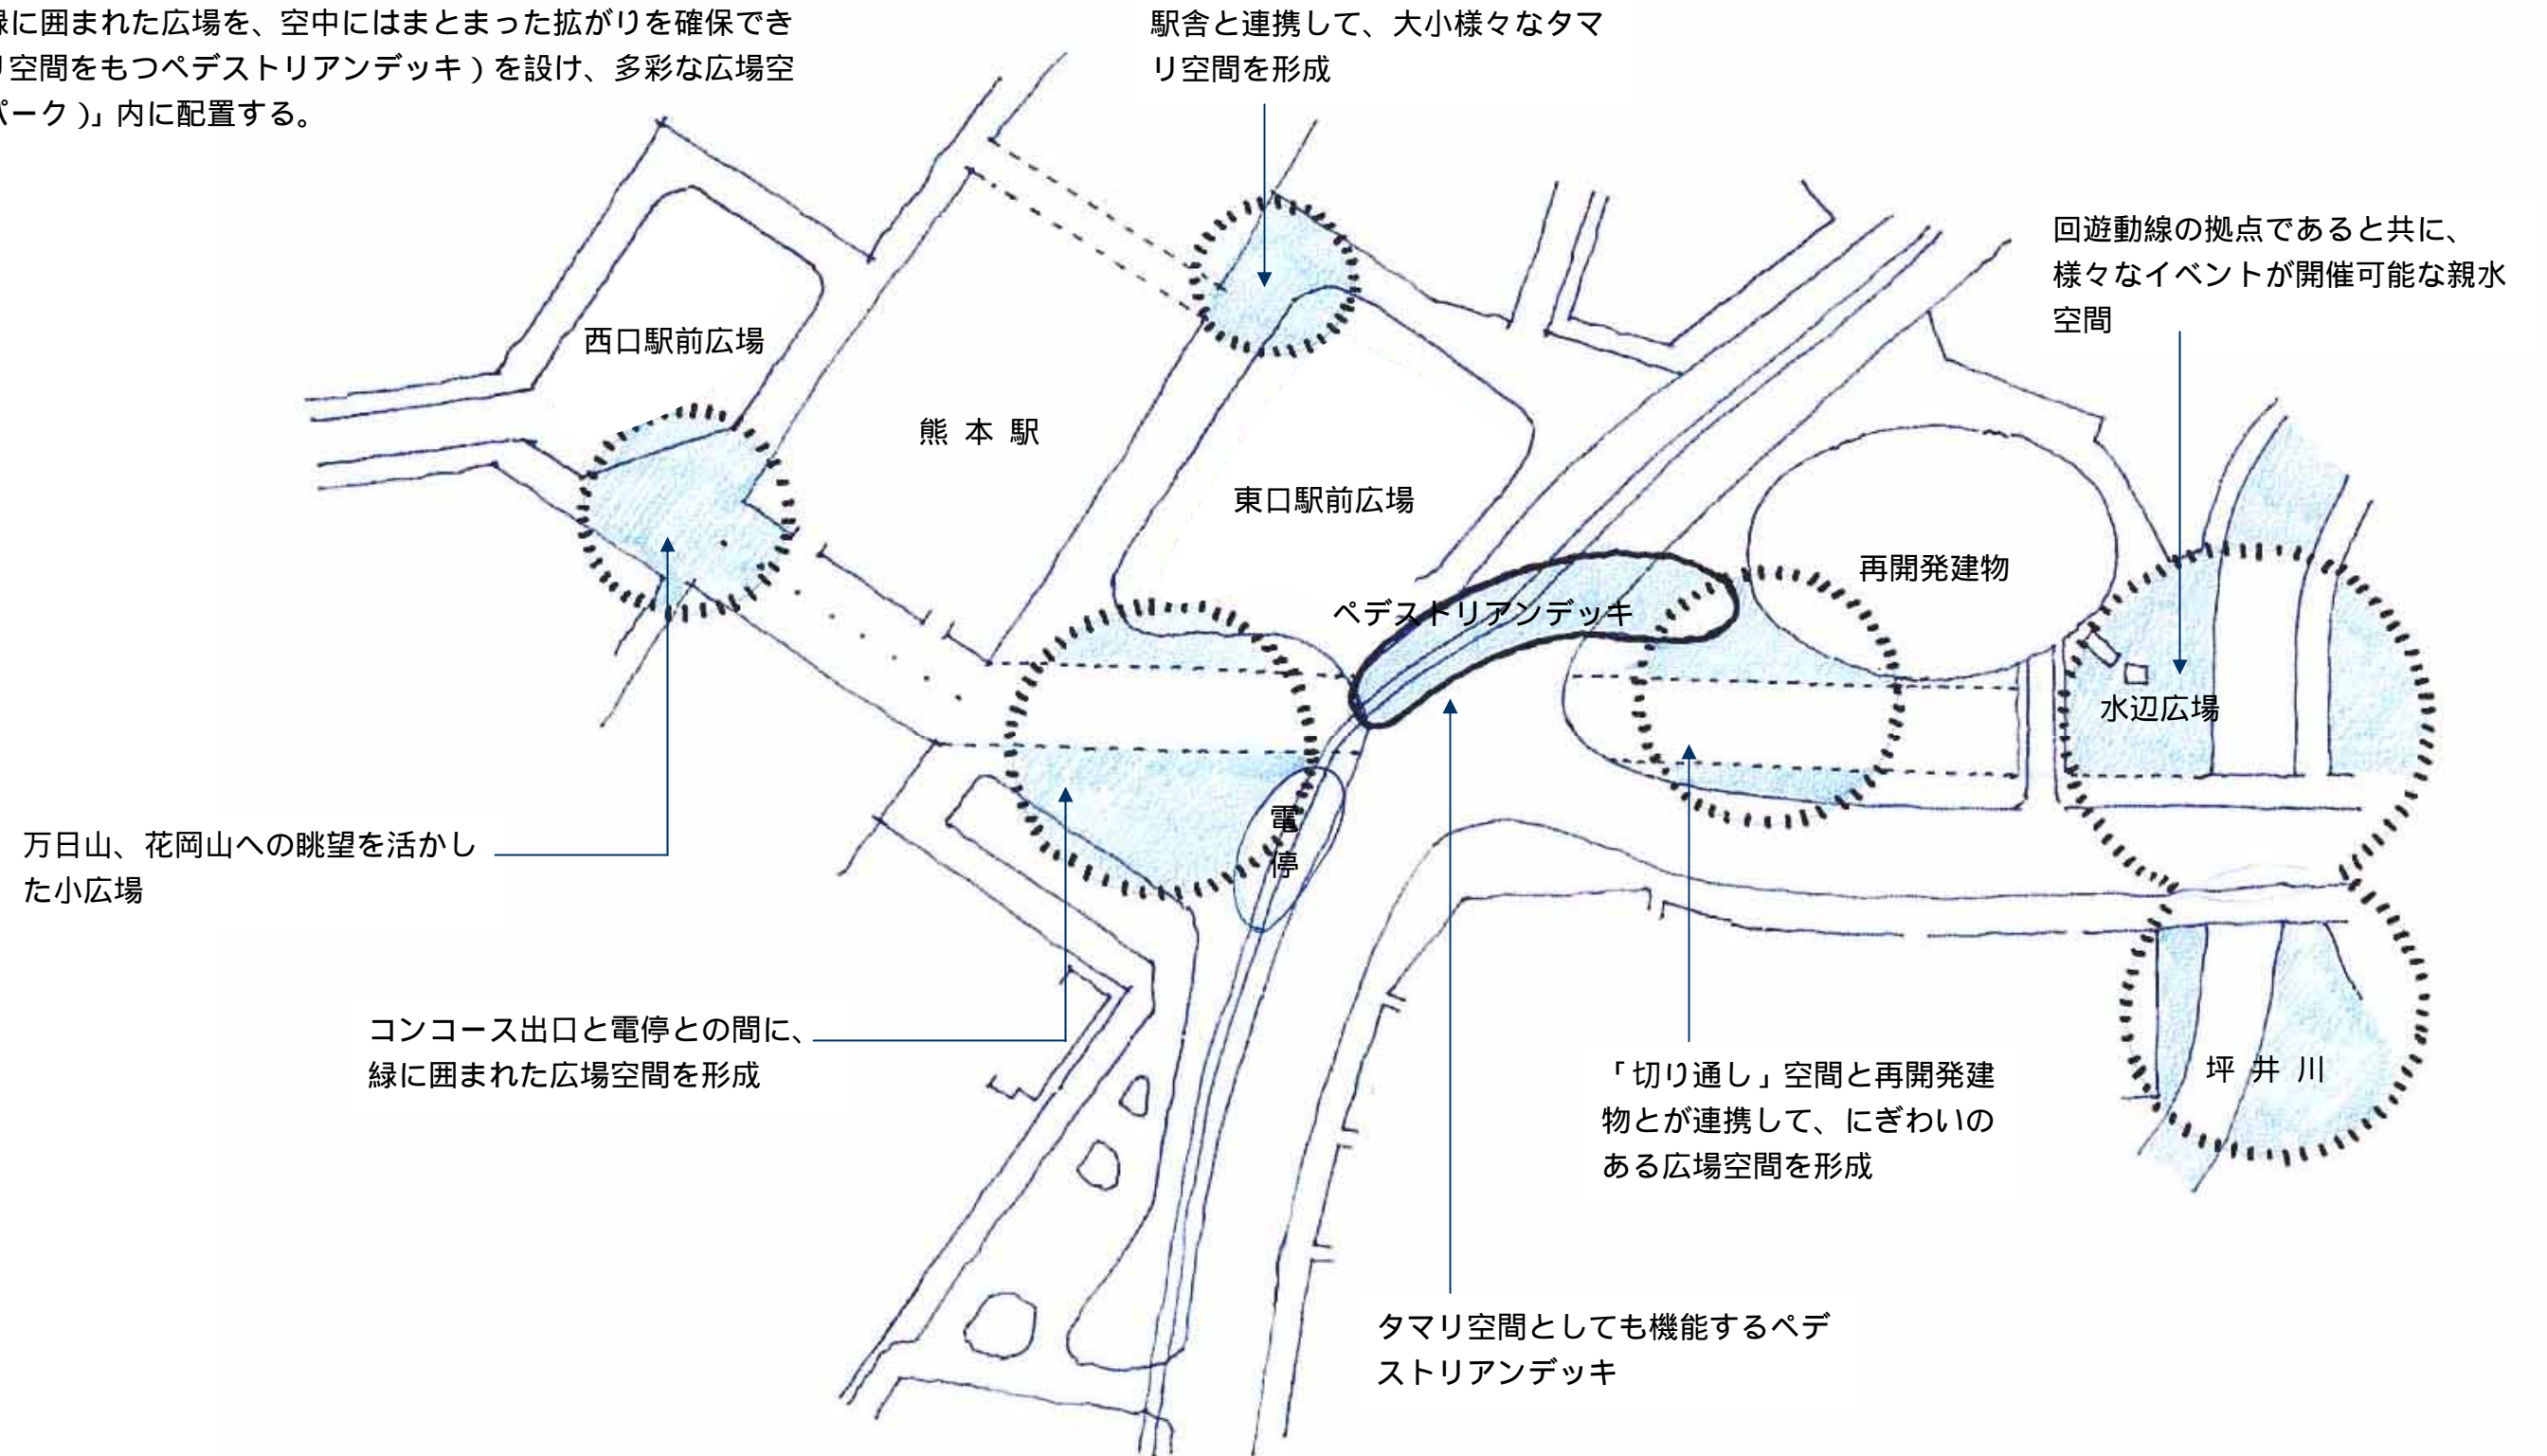 緑に囲まれた広場を、空中にはまとまった拡がりを確保でき
リ空間をもつペデストリアンデッキ)を設け、多彩な広場空
パーク)」内に配置する。
駅舎と連携して、大小様々なタマ
リ空間を形成
回遊動線の拠点であると共に、
様々なイベントが開催可能な親水
空間
西口駅前広場
熊本駅
東口駅前広場
再開発建物
ペデストリアンデッキ
水辺広場
電停
万日山、花岡山への眺望を活かし
た小広場
コンコース出口と電停との間に、
緑に囲まれた広場空間を形成
「切り通し」空間と再開発建
物とが連携して、にぎわいの
ある広場空間を形成
坪井川
タマリ空間としても機能するペデ
ストリアンデッキ